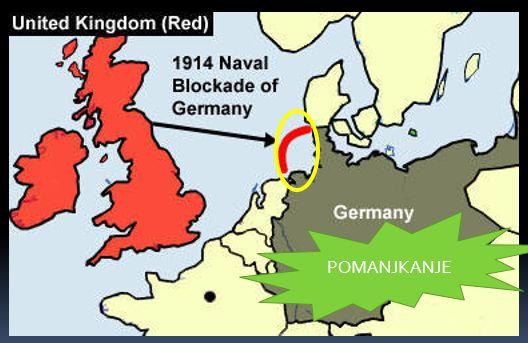 United Kingdom (Red)
1914 Naval
Blockade of
Germany
Germany
POMANJKANJE